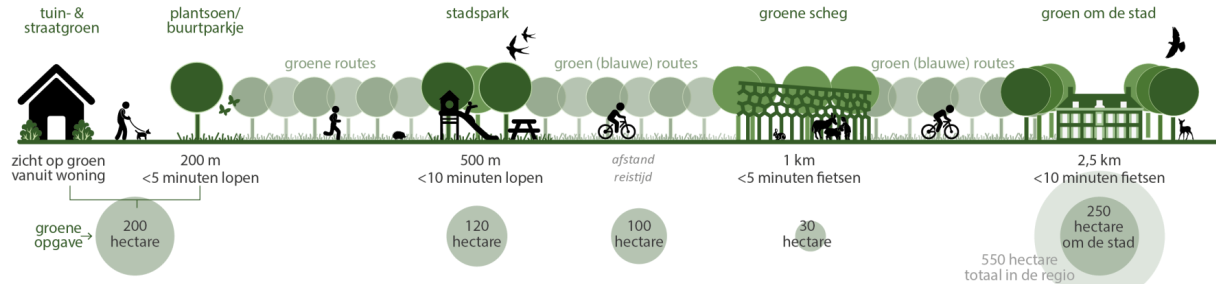 tuin- &
straatgroen
plantsoen/
buurtparkje
stadspark
groene scheg
groen om de stad
groene routes
groen (blauwe) routes
groen (blauwe) routes
zicht op groen
vanuit woning
200 m
<5 minuten lopen
500 m
<10 minuten lopen
afstand
reistijd
1 km
<5 minuten fietsen
2,5 km
<10 minuten fietsen
groene
opgave
200
hectare
120
hectare
100
hectare
30
hectare
250
hectare
om de stad
550 hectare
totaal in de regio